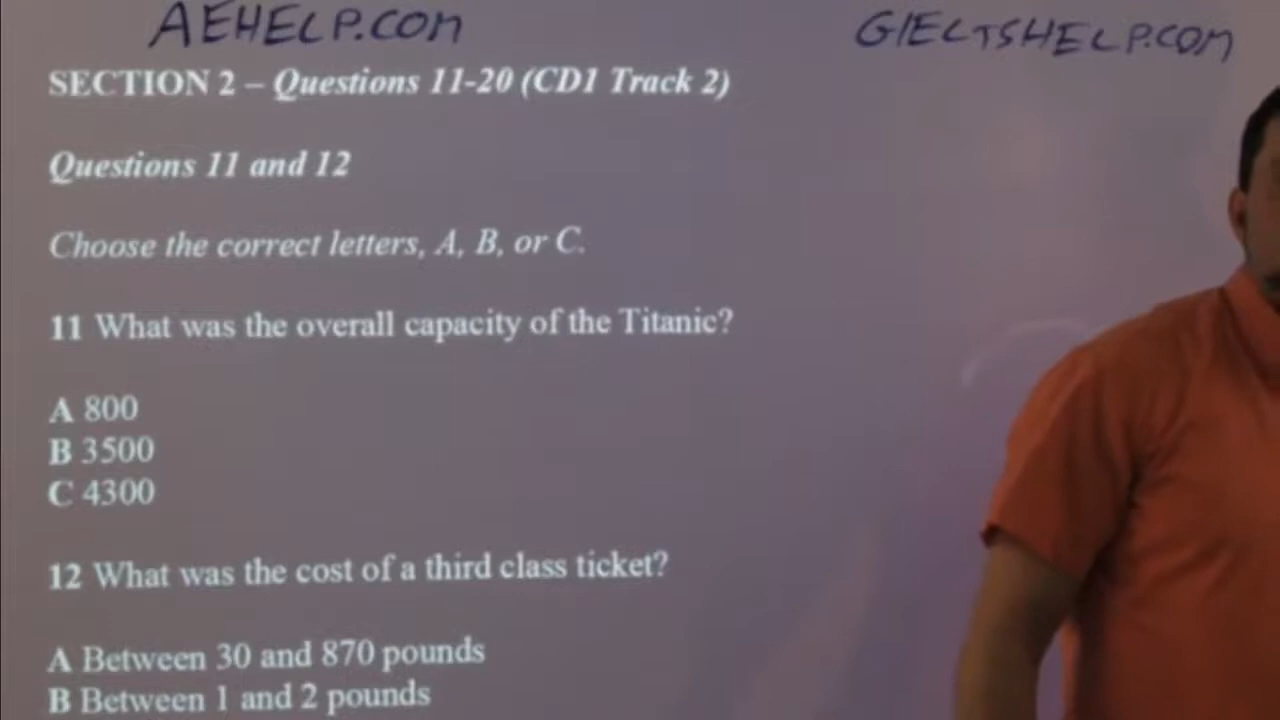 AEHELP.COM
GIELTSHELP.COM
SECTION 2 – Questions 11-20 (CD1 Track 2)
Questions 11 and 12
Choose the correct letters, A, B, or C.
11 What was the overall capacity of the Titanic?
A 800
B 3500
C 4300
12 What was the cost of a third class ticket?
A Between 30 and 870 pounds
B Between 1 and 2 pounds